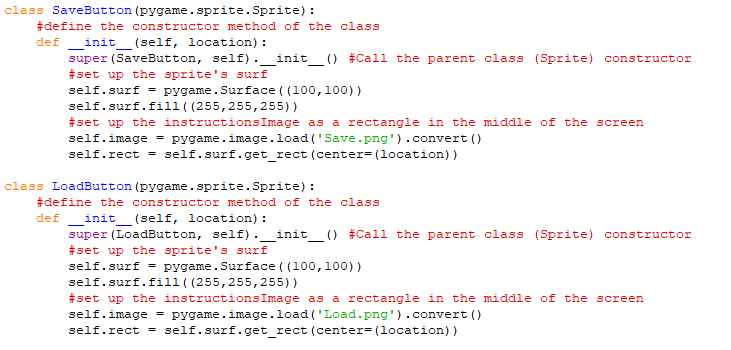 class SaveButton(pygame.sprite.Sprite):
    #define the constructor method of the class
    def __init__(self, location):
        super(SaveButton, self).__init__() #Call the parent class (Sprite) constructor
        #set up the sprite's surf
        self.surf = pygame.Surface((100,100))
        self.surf.fill((255,255,255))
        #set up the instructionsImage as a rectangle in the middle of the screen
        self.image = pygame.image.load('Save.png').convert()
        self.rect = self.surf.get_rect(center=(location))

class LoadButton(pygame.sprite.Sprite):
    #define the constructor method of the class
    def __init__(self, location):
        super(LoadButton, self).__init__() #Call the parent class (Sprite) constructor
        #set up the sprite's surf
        self.surf = pygame.Surface((100,100))
        self.surf.fill((255,255,255))
        #set up the instructionsImage as a rectangle in the middle of the screen
        self.image = pygame.image.load('Load.png').convert()
        self.rect = self.surf.get_rect(center=(location))